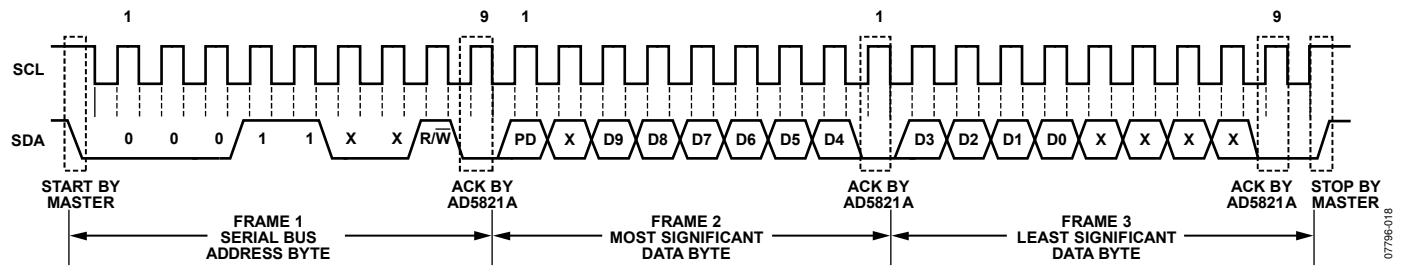 1 9 1 1 9
SCL
SDA
0 0 0 1 1 X X R/W̅ PD X D9 D8 D7 D6 D5 D4 D3 D2 D1 D0 X X X X
START BY
MASTER
ACK BY
AD5821A
ACK BY
AD5821A
ACK BY
AD5821A
STOP BY
MASTER
FRAME 1
SERIAL BUS
ADDRESS BYTE
FRAME 2
MOST SIGNIFICANT
DATA BYTE
FRAME 3
LEAST SIGNIFICANT
DATA BYTE
07796-018